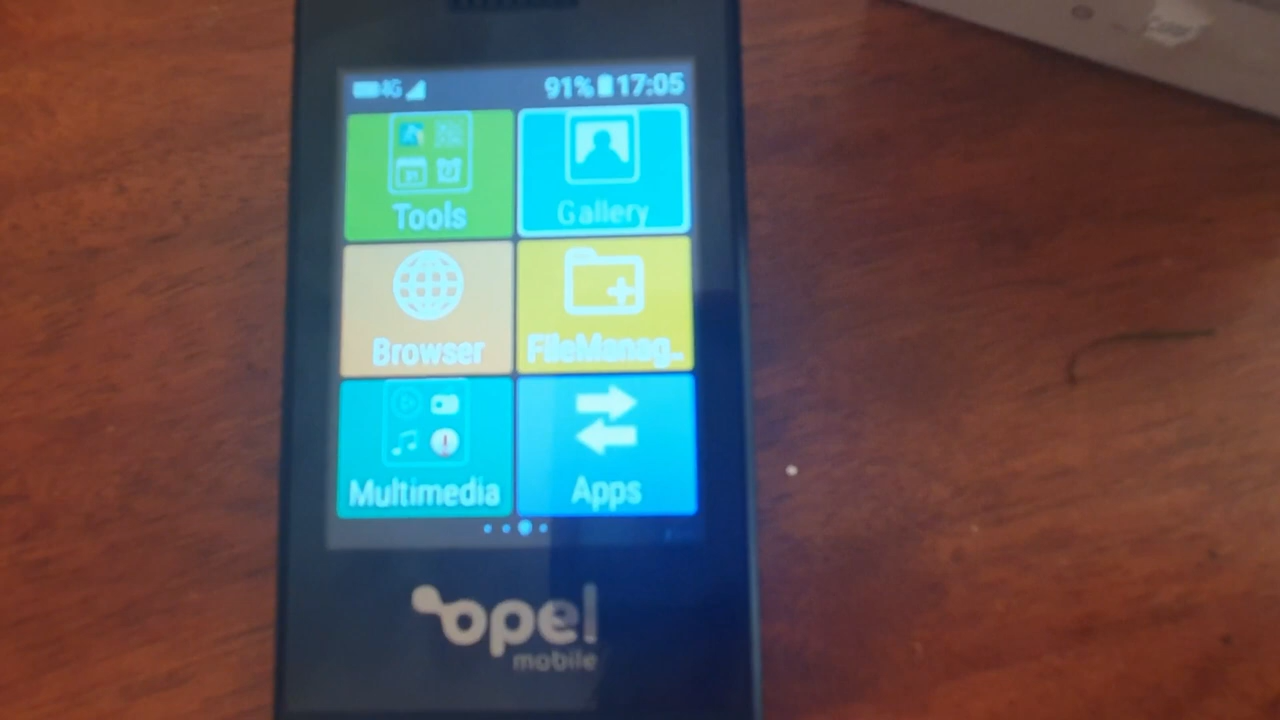 4G 91% 17:05
Tools Gallery
Browser FileManag..
Multimedia Apps
opel
mobile